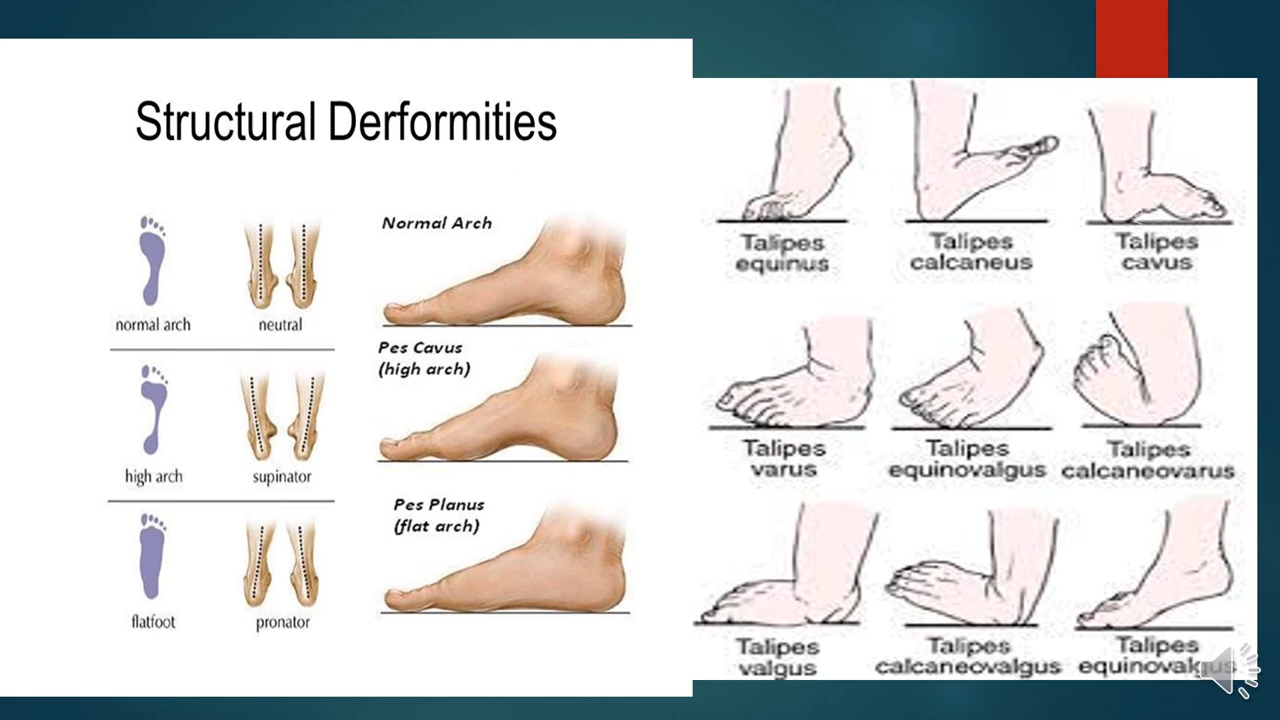 Structural Derformities
Normal Arch
normal arch
neutral
Pes Cavus
(high arch)
high arch
supinator
Pes Planus
(flat arch)
flatfoot
pronator
Talipes
equinus
Talipes
calcaneus
Talipes
cavus
Talipes
varus
Talipes
equinovalgus
Talipes
calcaneovarus
Talipes
valgus
Talipes
calcaneovalgus
Talipes
equinovalgus